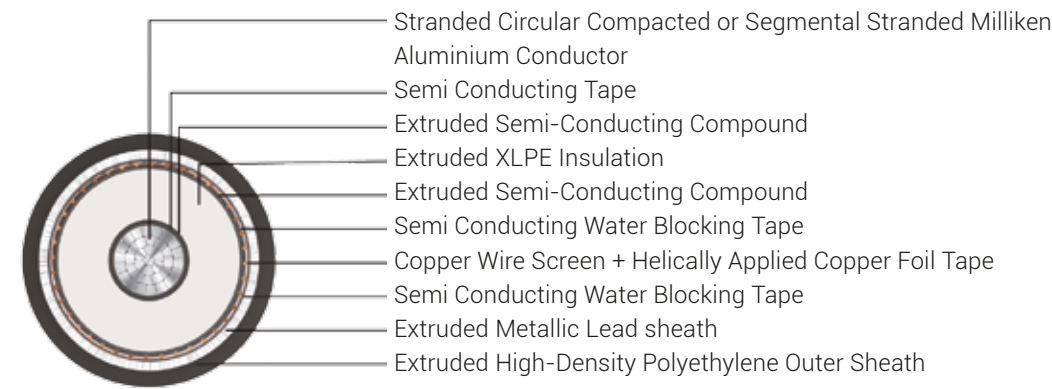 Stranded Circular Compacted or Segmental Stranded Milliken
Aluminium Conductor
Semi Conducting Tape
Extruded Semi-Conducting Compound
Extruded XLPE Insulation
Extruded Semi-Conducting Compound
Semi Conducting Water Blocking Tape
Copper Wire Screen + Helically Applied Copper Foil Tape
Semi Conducting Water Blocking Tape
Extruded Metallic Lead sheath
Extruded High-Density Polyethylene Outer Sheath